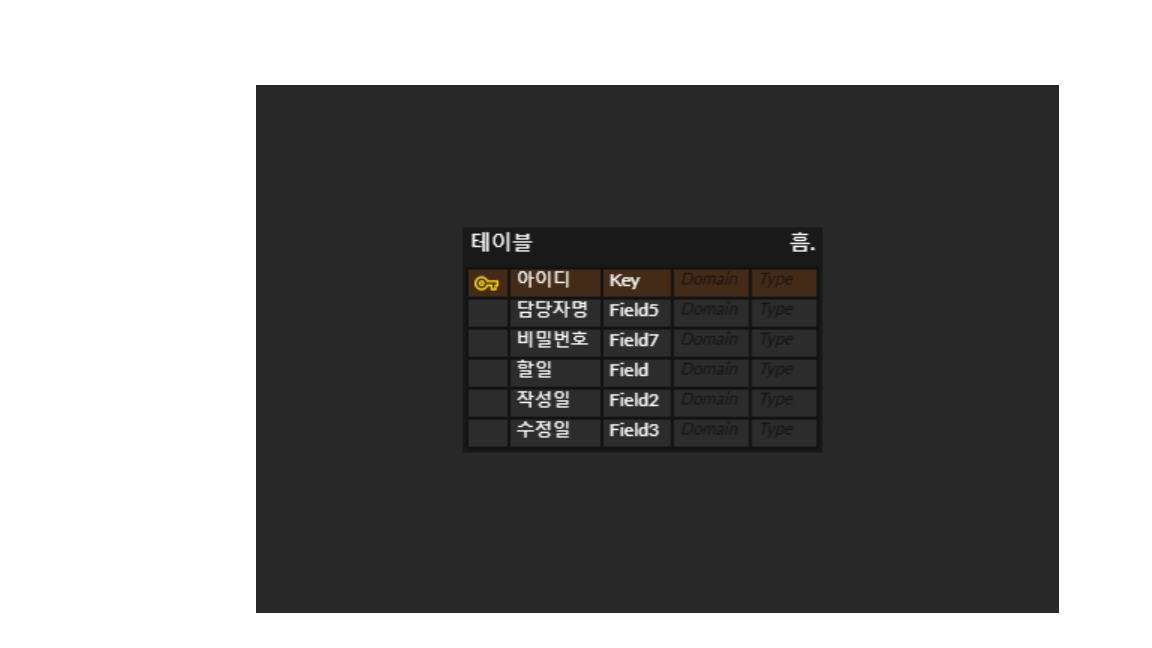 테이블 흠.
아이디 Key Domain Type
담당자명 Field5 Domain Type
비밀번호 Field7 Domain Type
할일 Field Domain Type
작성일 Field2 Domain Type
수정일 Field3 Domain Type